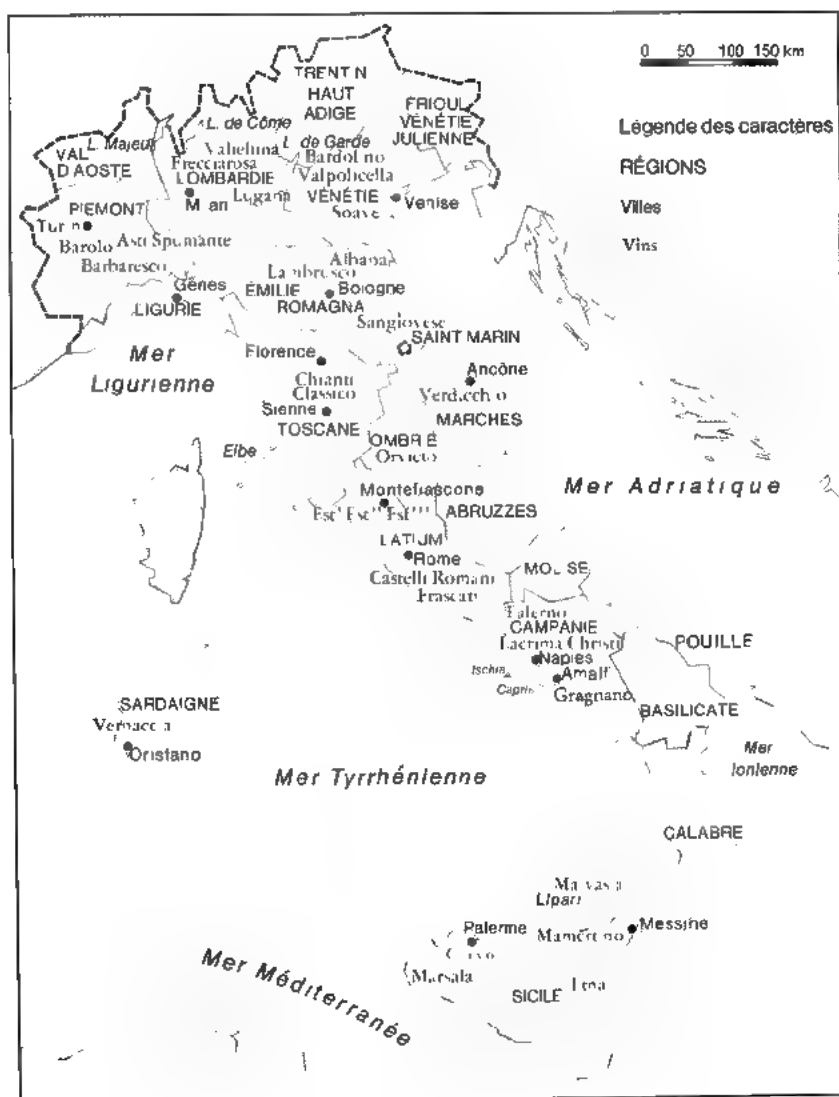 0 50 100 150 km
Légende des caractères
RÉGIONS
Villes
Vins
TRENTIN
HAUT
ADIGE
FRIOUL
VÉNÉTIE
JULIENNE
L. Majeur
L. de Côme
L. de Garde
VAL
D'AOSTE
Valtellina
Frecciarosa
LOMBARDIE
Milan
Lugana
Bardolino
Valpolicella
VÉNÉTIE
Soave
Venise
PIEMONT
Turin
Barolo
Asti Spumante
Barbaresco
Gênes
LIGURIE
Albana
Lambrusco
ÉMILIE
ROMAGNA
Bologne
Sangiovese
SAINT MARIN
Mer
Ligurienne
Florence
Chianti
Classico
Sienne
TOSCANE
Ancône
Verdicchio
MARCHES
Elbe
OMBRIE
Orvieto
Mer Adriatique
Montefiascone
Est' Est'' Est'''
ABRUZZES
LATIUM
Rome
Castelli Romani
Frascati
MOLISE
Falerno
CAMPANIE
Lacrima Christi
Naples
Ischia
Capri
Amalfi
Gragnano
POUILLE
BASILICATE
SARDAIGNE
Vernaccia
Oristano
Mer
Ionienne
Mer Tyrrhénienne
CALABRE
Malvasia
Lipari
Palerme
Mamertino
Messine
Corvo
Marsala
SICILE
Etna
Mer Méditerranée